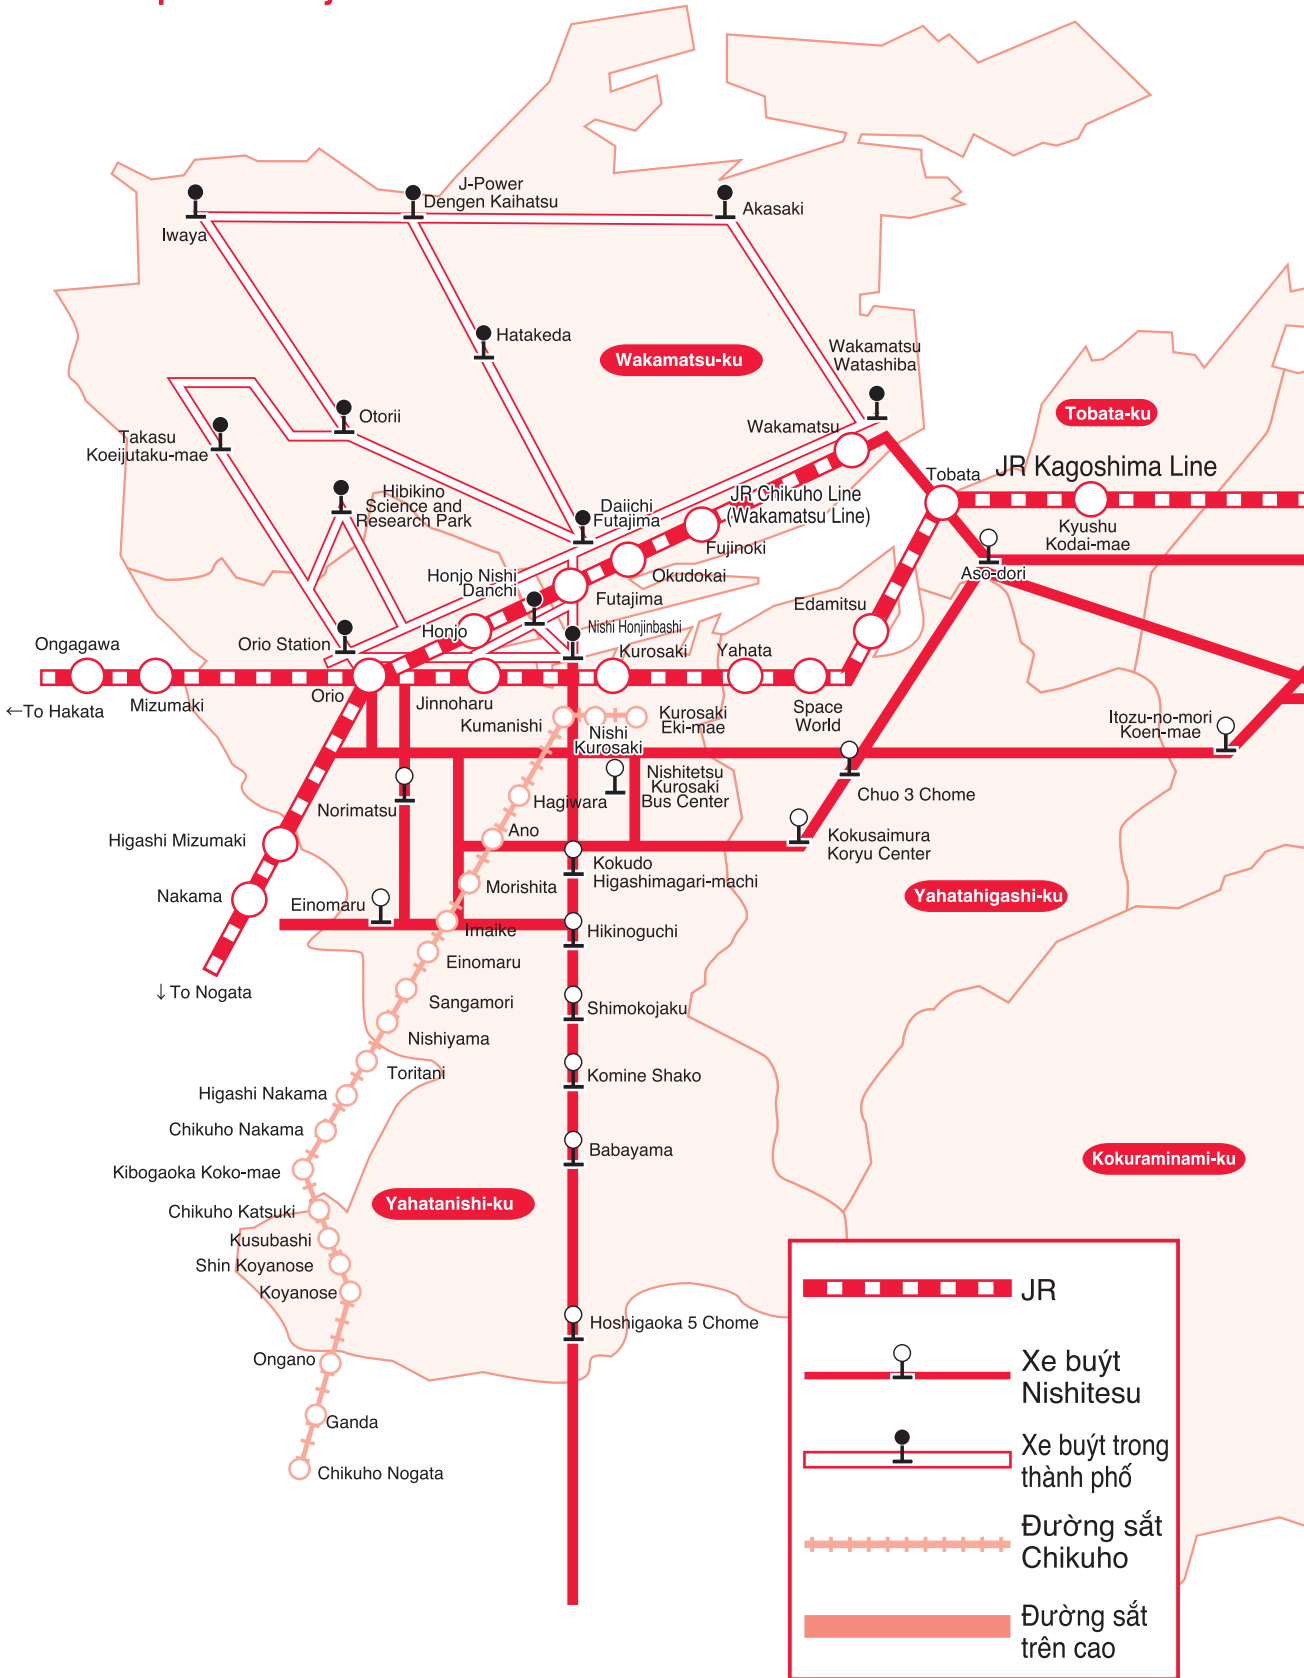 J-Power
Dengen Kaihatsu
Akasaki
Iwaya
Hatakeda
Wakamatsu-ku
Wakamatsu
Watashiba
Otorii
Tobata-ku
Takasu
Koeijutaku-mae
Wakamatsu
Tobata
JR Kagoshima Line
Hibikino
Science and
Research Park
JR Chikuho Line
(Wakamatsu Line)
Daiichi
Futajima
Kyushu
Kodai-mae
Fujinoki
Aso-dori
Okudokai
Honjo Nishi
Danchi
Futajima
Edamitsu
Ongagawa
Orio Station
Honjo
Nishi Honjinbashi
Kurosaki
Yahata
Mizumaki
Orio
Jinnoharu
Space
World
←To Hakata
Kumanishi
Nishi
Kurosaki
Kurosaki
Eki-mae
Itozu-no-mori
Koen-mae
Norimatsu
Hagiwara
Nishitetsu
Kurosaki
Bus Center
Chuo 3 Chome
Higashi Mizumaki
Ano
Kokusaimura
Koryu Center
Kokudo
Higashimagari-machi
Morishita
Nakama
Einomaru
Yahatahigashi-ku
Imaike
Hikinoguchi
Einomaru
↓To Nogata
Sangamori
Shimokojaku
Nishiyama
Toritani
Komine Shako
Higashi Nakama
Chikuho Nakama
Babayama
Kibogaoka Koko-mae
Kokuraminami-ku
Chikuho Katsuki
Yahatanishi-ku
Kusubashi
Shin Koyanose
Koyanose
Hoshigaoka 5 Chome
Ongano
Ganda
Chikuho Nogata
JR
Xe buýt
Nishitesu
Xe buýt trong
thành phố
Đường sắt
Chikuho
Đường sắt
trên cao